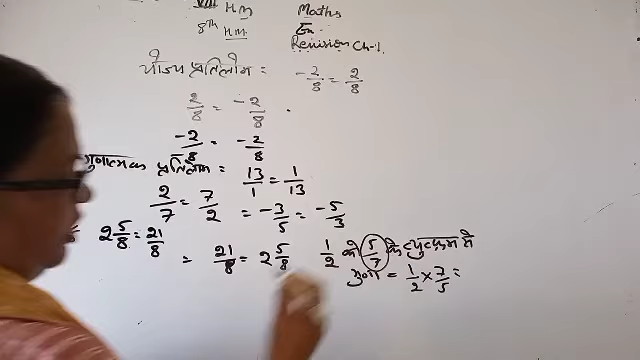 VIII HM Maths
8th HM Ex.
Revision Ch-1
योज्य प्रतिलोम = -2/8 = 2/8
2/8 = -2/8 .
-2/-8 = -2/8
गुणात्मक प्रतिलोम = 13/1 = 1/13
2/7 = 7/2 = -3/5 = -5/3
2 5/8 = 21/8
= 21/8 = 2 5/8
1/2 को 5/7 के व्युत्क्रम से
गुणा = 1/2 × 7/5 =